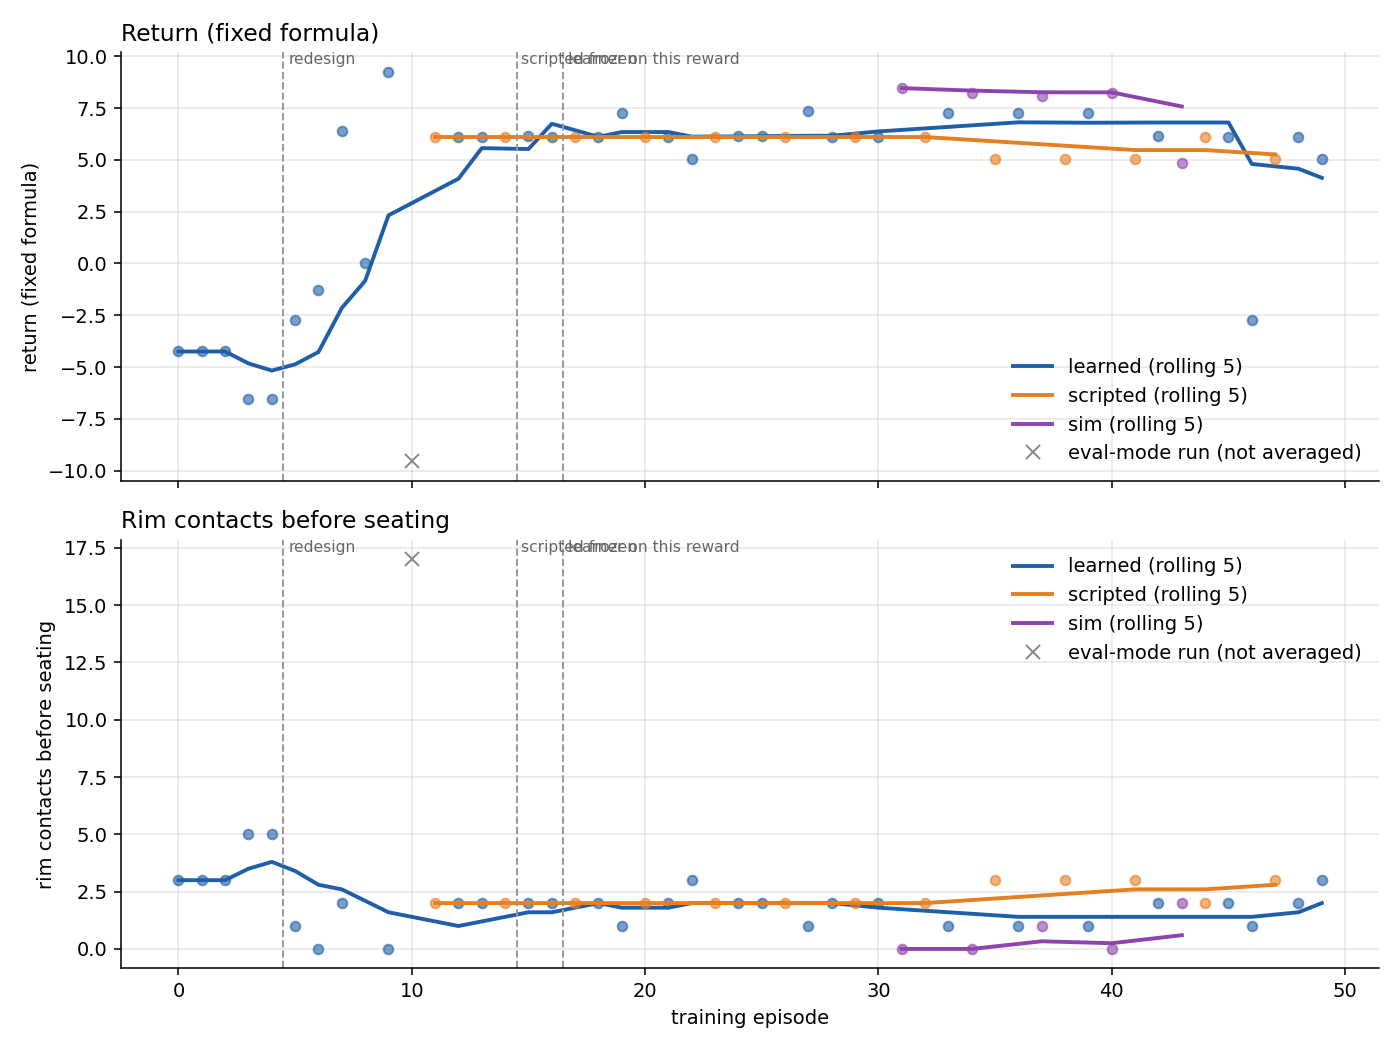 Return (fixed formula)
10.0
7.5
5.0
2.5
0.0
−2.5
−5.0
−7.5
−10.0
return (fixed formula)
redesign
scripted frozen
on this reward
learned (rolling 5)
scripted (rolling 5)
sim (rolling 5)
eval-mode run (not averaged)
Rim contacts before seating
17.5
15.0
12.5
10.0
7.5
5.0
2.5
0.0
rim contacts before seating
redesign
scripted frozen
on this reward
learned (rolling 5)
scripted (rolling 5)
sim (rolling 5)
eval-mode run (not averaged)
0
10
20
30
40
50
training episode